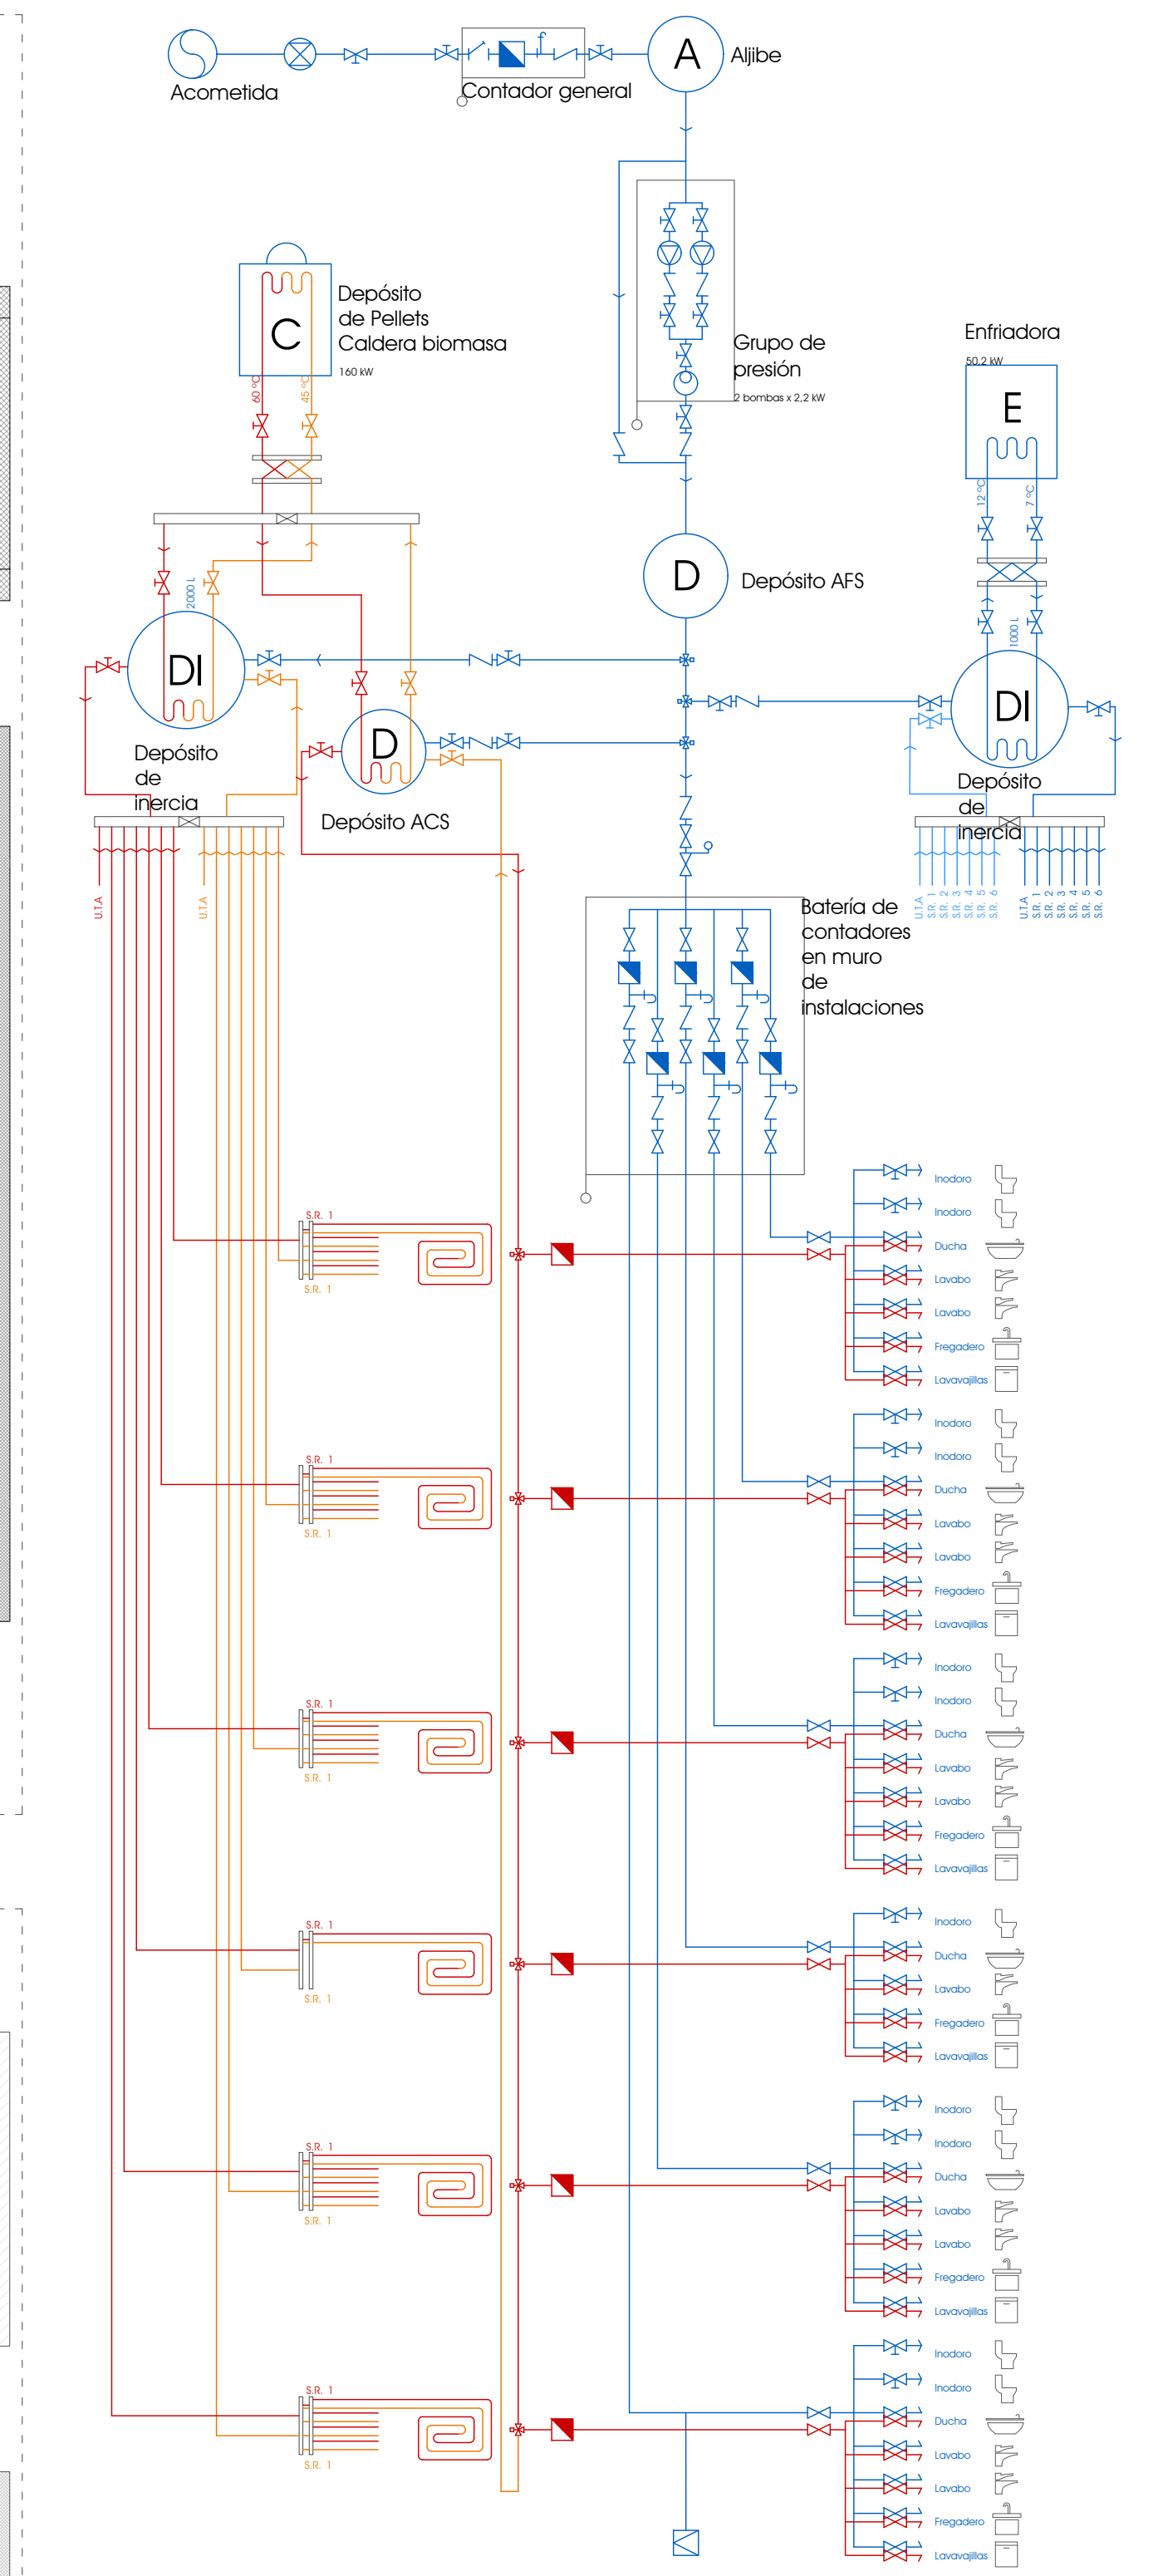 A
Aljibe
Acometida
Contador general
Depósito
de Pellets
Caldera biomasa
160 kW
C
60 ºC
45 ºC
Grupo de
presión
2 bombas x 2,2 kW
Enfriadora
50,2 kW
E
12 ºC
7 ºC
D
Depósito AFS
2000 L
DI
Depósito
de
inercia
D
Depósito ACS
1000 L
DI
Depósito
de
inercia
U.T.A
U.T.A
U.T.A
S.R. 1
S.R. 2
S.R. 3
S.R. 4
S.R. 5
S.R. 6
U.T.A
S.R. 1
S.R. 2
S.R. 3
S.R. 4
S.R. 5
S.R. 6
Batería de
contadores
en muro
de
instalaciones
S.R. 1
S.R. 1
Inodoro
Inodoro
Ducha
Lavabo
Lavabo
Fregadero
Lavavajillas
S.R. 1
S.R. 1
Inodoro
Inodoro
Ducha
Lavabo
Lavabo
Fregadero
Lavavajillas
S.R. 1
S.R. 1
Inodoro
Inodoro
Ducha
Lavabo
Lavabo
Fregadero
Lavavajillas
S.R. 1
S.R. 1
Inodoro
Ducha
Lavabo
Fregadero
Lavavajillas
S.R. 1
S.R. 1
Inodoro
Inodoro
Ducha
Lavabo
Lavabo
Fregadero
Lavavajillas
S.R. 1
S.R. 1
Inodoro
Inodoro
Ducha
Lavabo
Lavabo
Fregadero
Lavavajillas